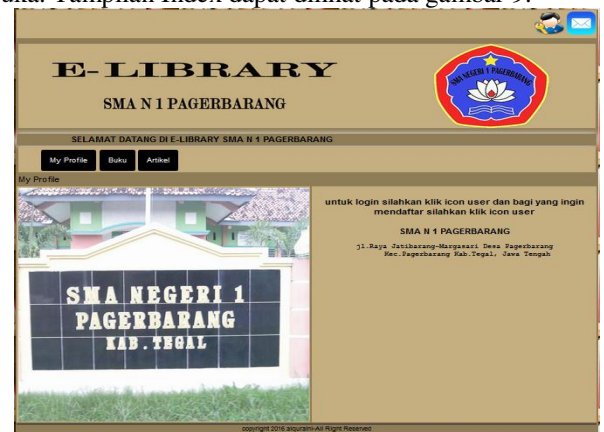 Tampilan Index dapat dilihat pada gambar 9.
E-LIBRARY
SMA N 1 PAGERBARANG
SMA NEGERI 1 PAGERBARANG
SELAMAT DATANG DI E-LIBRARY SMA N 1 PAGERBARANG
My Profile Buku Artikel
My Profile
untuk login silahkan klik icon user dan bagi yang ingin
mendaftar silahkan klik icon user
SMA N 1 PAGERBARANG
jl.Raya Jatibarang-Margasari Desa Pagerbarang
Kec.Pagerbarang Kab.Tegal, Jawa Tengah
SMA NEGERI 1
PAGERBARANG
KAB. TEGAL
copyright 2016 alquraini-All Right Reserved